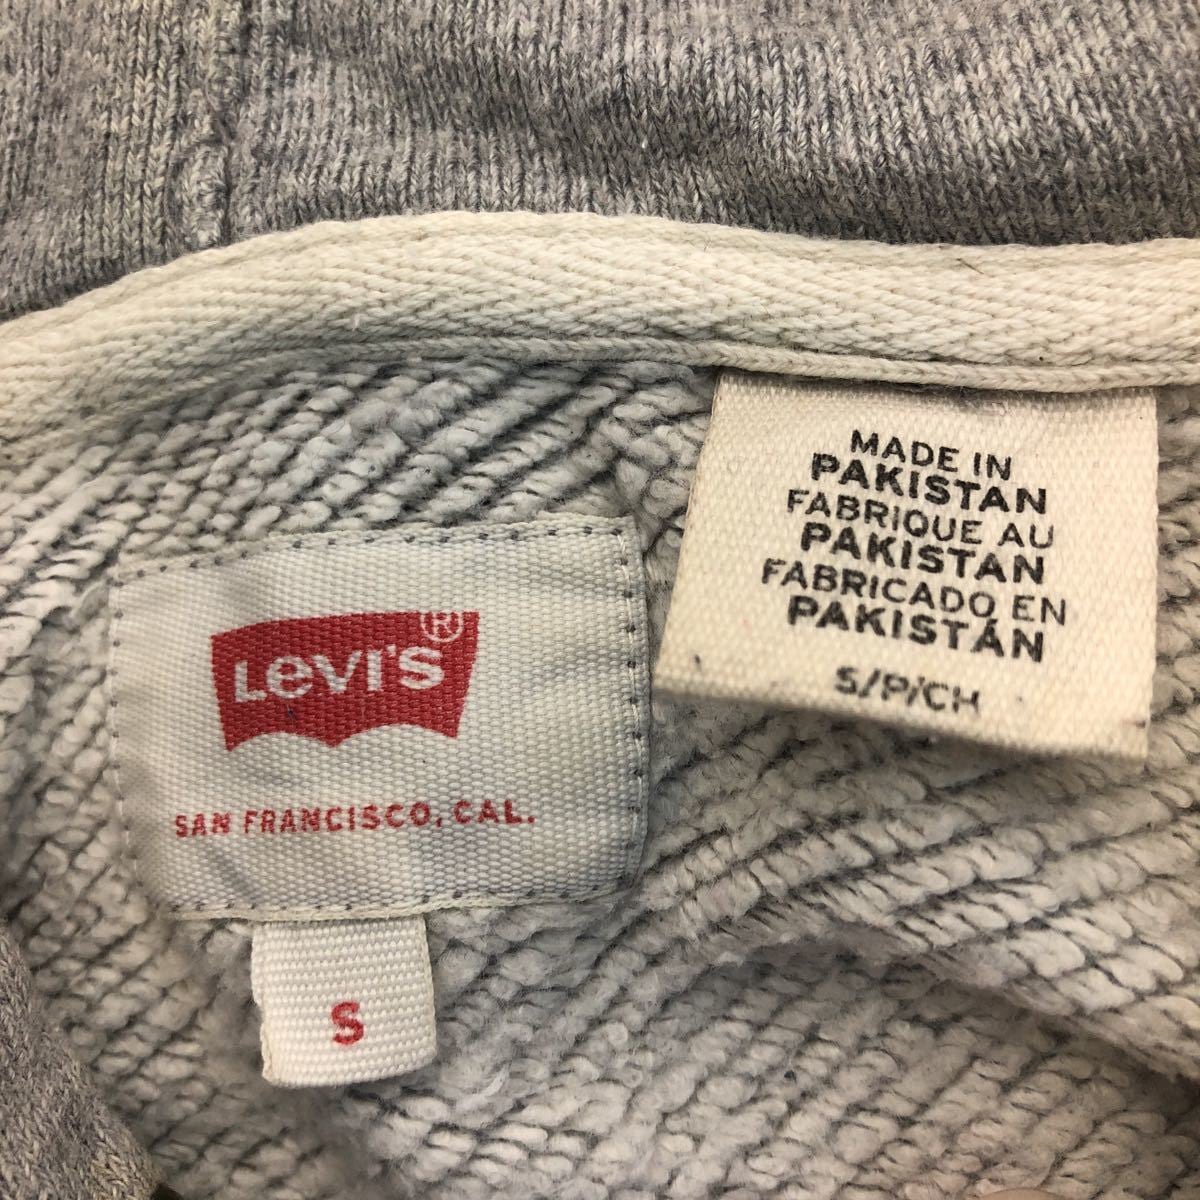 Levi's®
SAN FRANCISCO, CAL.
S
MADE IN
PAKISTAN
FABRIQUE AU
PAKISTAN
FABRICADO EN
PAKISTÁN
S/P/CH